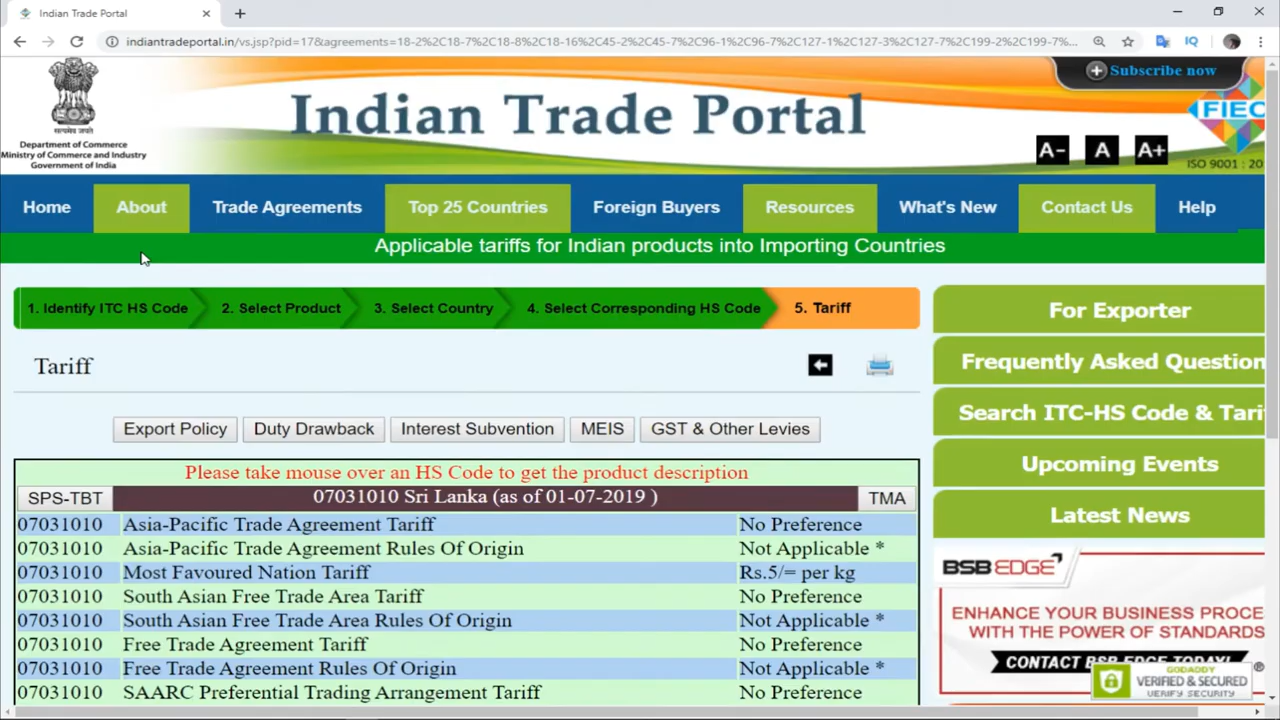 Indian Trade Portal
indiantradeportal.in/vs.jsp?pid=17&agreements=18-2%2C18-7%2C18-8%2C18-16%2C45-2%2C45-7%2C96-1%2C96-7%2C127-1%2C127-3%2C127-7%2C199-2%2C199-7%...
IQ
Subscribe now
सत्यमेव जयते
Department of Commerce
Ministry of Commerce and Industry
Government of India
Indian Trade Portal
FIEC
A- A A+
ISO 9001 : 20
Home About Trade Agreements Top 25 Countries Foreign Buyers Resources What's New Contact Us Help
Applicable tariffs for Indian products into Importing Countries
1. Identify ITC HS Code 2. Select Product 3. Select Country 4. Select Corresponding HS Code 5. Tariff
Tariff
Export Policy Duty Drawback Interest Subvention MEIS GST & Other Levies
Please take mouse over an HS Code to get the product description
SPS-TBT 07031010 Sri Lanka (as of 01-07-2019 ) TMA
07031010 Asia-Pacific Trade Agreement Tariff No Preference
07031010 Asia-Pacific Trade Agreement Rules Of Origin Not Applicable *
07031010 Most Favoured Nation Tariff Rs.5/= per kg
07031010 South Asian Free Trade Area Tariff No Preference
07031010 South Asian Free Trade Area Rules Of Origin Not Applicable *
07031010 Free Trade Agreement Tariff No Preference
07031010 Free Trade Agreement Rules Of Origin Not Applicable *
07031010 SAARC Preferential Trading Arrangement Tariff No Preference
For Exporter
Frequently Asked Question
Search ITC-HS Code & Tari
Upcoming Events
Latest News
BSB EDGE
ENHANCE YOUR BUSINESS PROCE
WITH THE POWER OF STANDARDS
CONTACT BSB EDGE TODAY!
GODADDY
VERIFIED & SECURED
VERIFY SECURITY